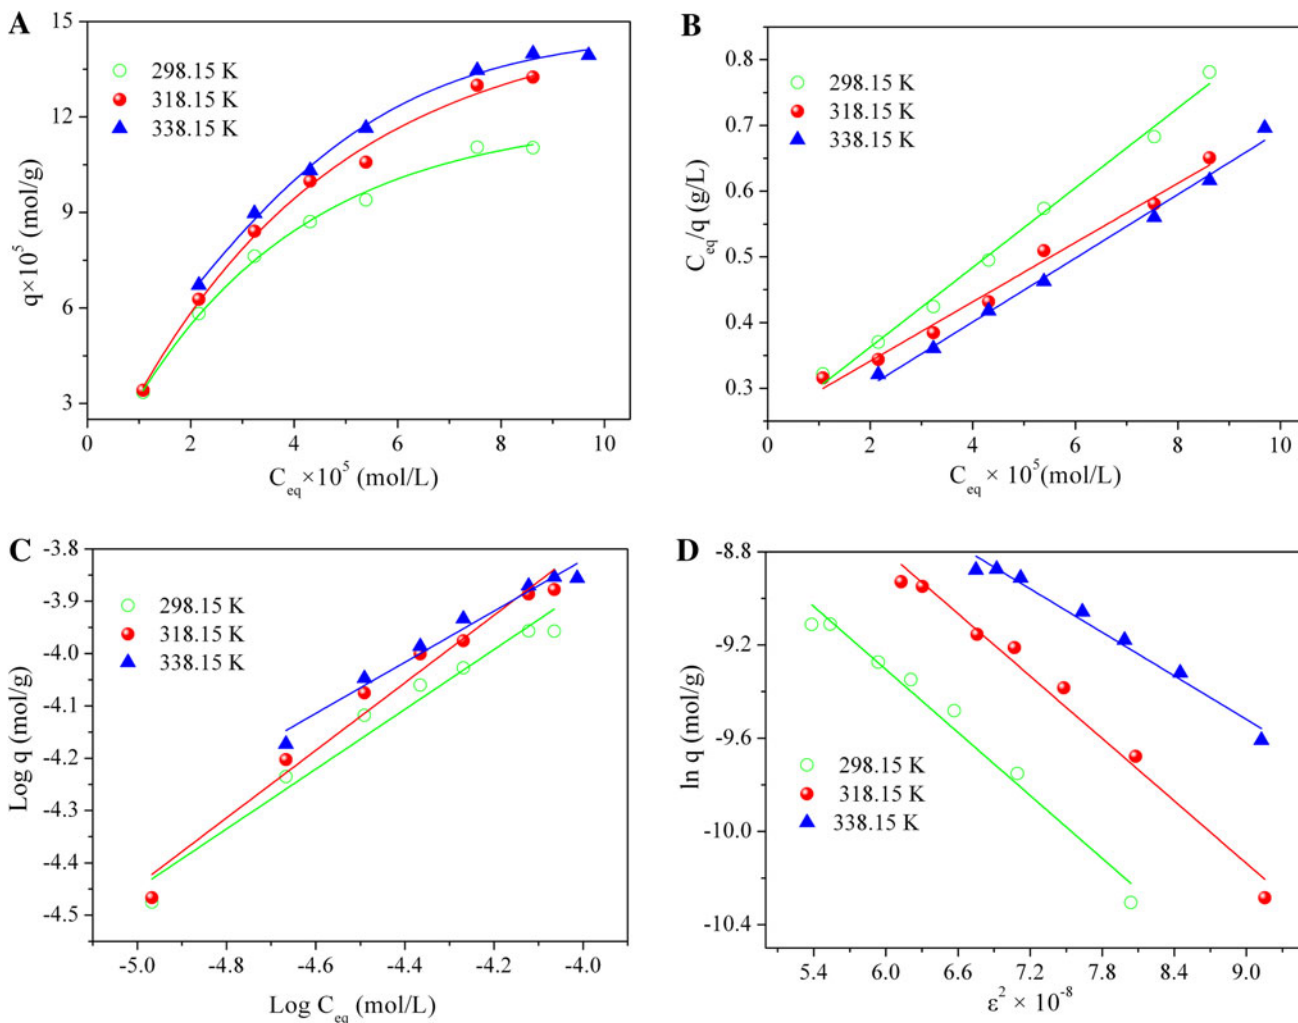 A
15
12
9
6
3
q×10⁵ (mol/g)
298.15 K
318.15 K
338.15 K
0 2 4 6 8 10
C_eq×10⁵ (mol/L)
B
0.8
0.7
0.6
0.5
0.4
0.3
C_eq/q (g/L)
298.15 K
318.15 K
338.15 K
0 2 4 6 8 10
C_eq × 10⁵(mol/L)
C
-3.8
-3.9
-4.0
-4.1
-4.2
-4.3
-4.4
-4.5
Log q (mol/g)
298.15 K
318.15 K
338.15 K
-5.0 -4.8 -4.6 -4.4 -4.2 -4.0
Log C_eq (mol/L)
D
-8.8
-9.2
-9.6
-10.0
-10.4
ln q (mol/g)
298.15 K
318.15 K
338.15 K
5.4 6.0 6.6 7.2 7.8 8.4 9.0
ε² × 10⁻⁸